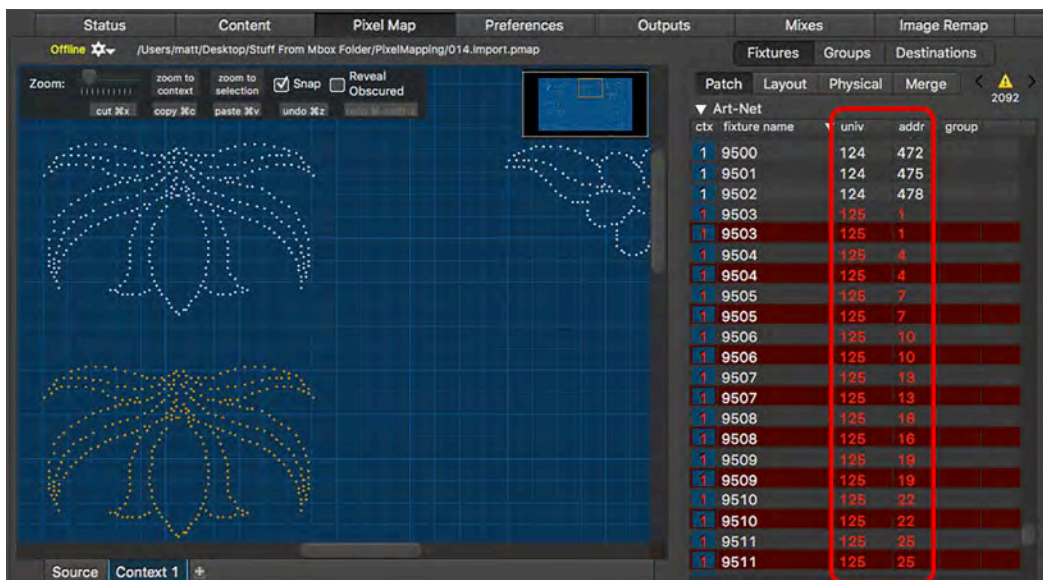 Status Content Pixel Map Preferences Outputs Mixes Image Remap
Offline /Users/matt/Desktop/Stuff From Mbox Folder/PixelMapping/014.import.pmap
Fixtures Groups Destinations
Zoom: zoom to context zoom to selection Snap Reveal Obscured
cut ⌘x copy ⌘c paste ⌘v undo ⌘z
Patch Layout Physical Merge < >
2092
▼ Art-Net
ctx fixture name ▼ univ addr group
1 9500 124 472
1 9501 124 475
1 9502 124 478
1 9503 125 1
1 9503 125 1
1 9504 125 4
1 9504 125 4
1 9505 125 7
1 9505 125 7
1 9506 125 10
1 9506 125 10
1 9507 125 13
1 9507 125 13
1 9508 125 16
1 9508 125 16
1 9509 125 19
1 9509 125 19
1 9510 125 22
1 9510 125 22
1 9511 125 25
1 9511 125 25
Source Context 1 +